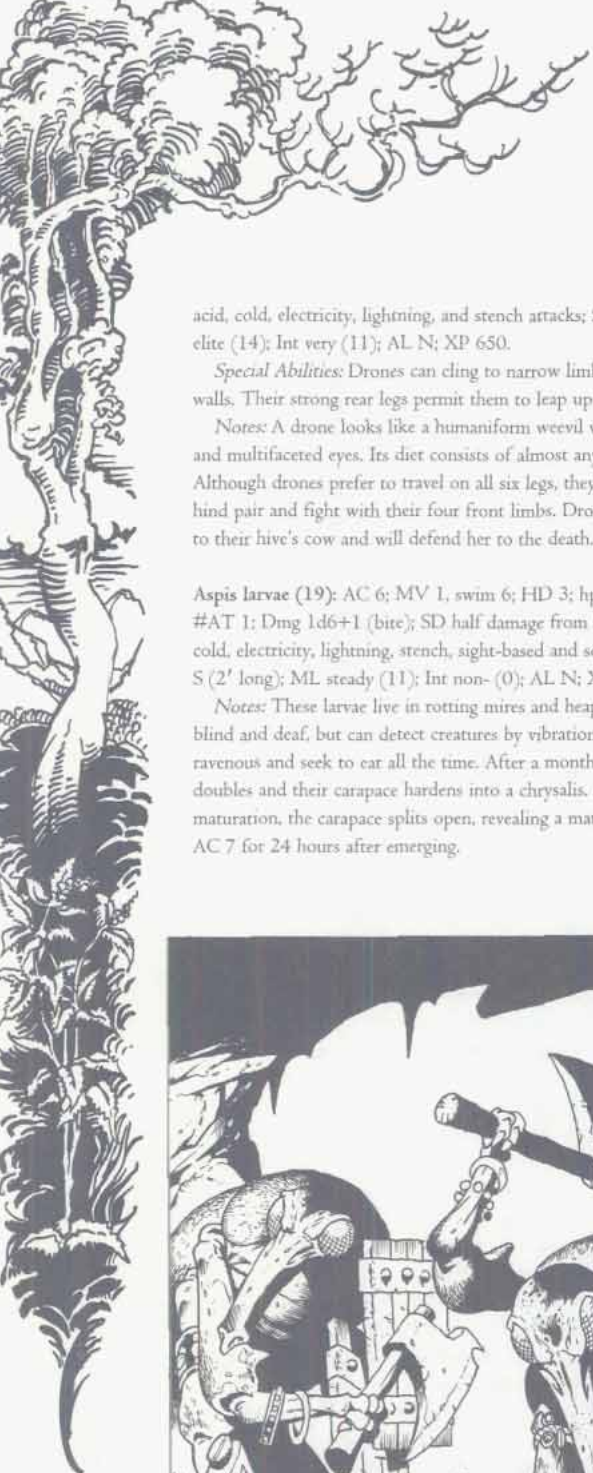 acid, cold, electricity, lightning, and stench attacks;
elite (14); Int very (11); AL N; XP 650.
Special Abilities: Drones can cling to narrow
walls. Their strong rear legs permit them to leap up
Notes: A drone looks like a humaniform weevil
and multifaceted eyes. Its diet consists of almost
Although drones prefer to travel on all six legs, they
hind pair and fight with their four front limbs.
to their hive's cow and will defend her to the death.
Aspis larvae (19): AC 6; MV 1, swim 6; HD 3;
#AT 1; Dmg 1d6+1 (bite); SD half damage from
cold, electricity, lightning, stench, sight-based and
S (2' long); ML steady (11); Int non- (0); AL N;
Notes: These larvae live in rotting mires and
blind and deaf, but can detect creatures by
ravenous and seek to eat all the time. After a month
doubles and their carapace hardens into a chrysalis.
maturation, the carapace splits open, revealing a
AC 7 for 24 hours after emerging.